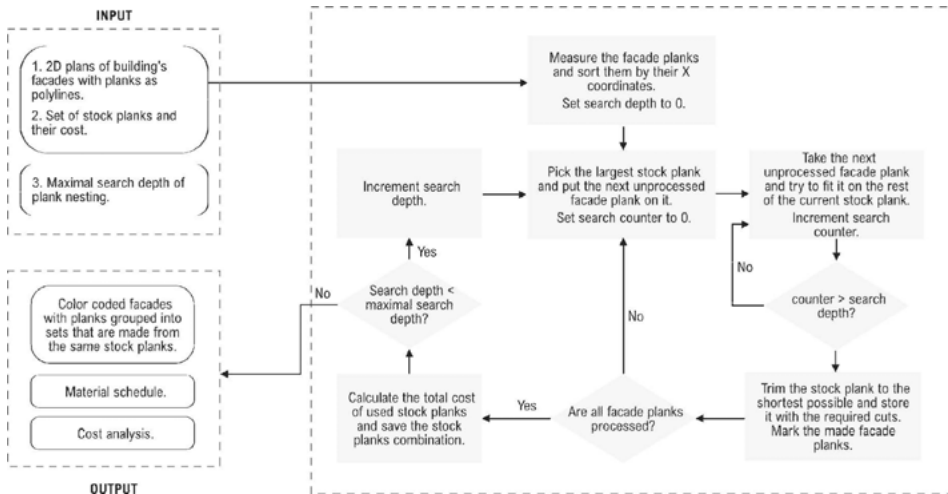 INPUT
1. 2D plans of building's
facades with planks as
polylines.
2. Set of stock planks and
their cost.
3. Maximal search depth of
plank nesting.
Measure the facade planks
and sort them by their X
coordinates.
Set search depth to 0.
Increment search
depth.
Pick the largest stock plank
and put the next unprocessed
facade plank on it.
Set search counter to 0.
Take the next
unprocessed facade plank
and try to fit it on the rest
of the current stock plank.
Increment search
counter.
Yes
No
No
Search depth <
maximal search
depth?
No
counter > search
depth?
Color coded facades
with planks grouped into
sets that are made from
the same stock planks.
Material schedule.
Cost analysis.
Calculate the total cost
of used stock planks
and save the stock
planks combination.
Yes
Are all facade planks
processed?
Trim the stock plank to the
shortest possible and store
it with the required cuts.
Mark the made facade
planks.
OUTPUT